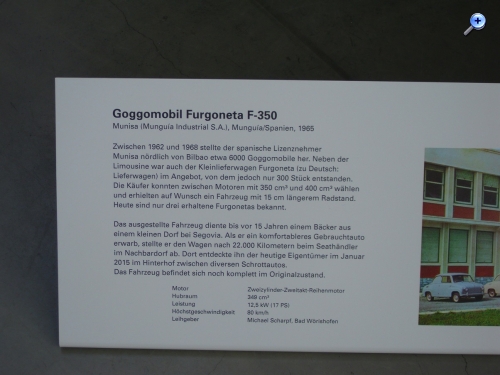 Goggomobil Furgoneta F-350
Munisa (Munguía Industrial S.A.), Munguía/Spanien, 1965
Zwischen 1962 und 1968 stellte der spanische Lizenznehmer
Munisa nördlich von Bilbao etwa 6000 Goggomobile her. Neben der
Limousine war auch der Kleinlieferwagen Furgoneta (zu Deutsch:
Lieferwagen) im Angebot, von dem jedoch nur 300 Stück entstanden.
Die Käufer konnten zwischen Motoren mit 350 cm³ und 400 cm³ wählen
und erhielten auf Wunsch ein Fahrzeug mit 15 cm längerem Radstand.
Heute sind nur drei erhaltene Furgonetas bekannt.
Das ausgestellte Fahrzeug diente bis vor 15 Jahren einem Bäcker aus
einem kleinen Dorf bei Segovia. Als er ein komfortableres Gebrauchtauto
erwarb, stellte er den Wagen nach 22.000 Kilometern beim Seathändler
im Nachbardorf ab. Dort entdeckte ihn der heutige Eigentümer im Januar
2015 im Hinterhof zwischen diversen Schrottautos.
Das Fahrzeug befindet sich noch komplett im Originalzustand.
Motor Zweizylinder-Zweitakt-Reihenmotor
Hubraum 349 cm³
Leistung 12,5 kW (17 PS)
Höchstgeschwindigkeit 90 km/h
Leihgeber Michael Scharpf, Bad Wörishofen